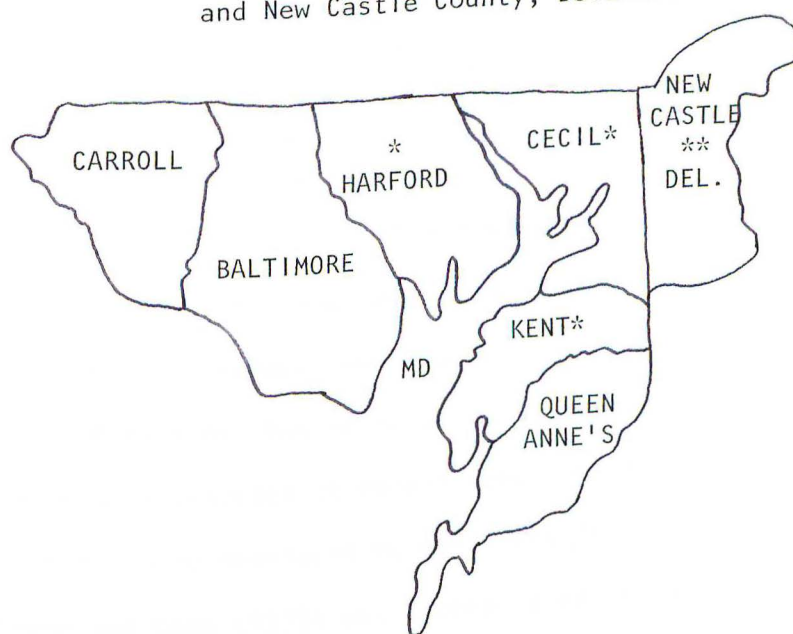 and New Castle County,
NEW
CASTLE
**
DEL.
CECIL*
*
HARFORD
CARROLL
BALTIMORE
KENT*
MD
QUEEN
ANNE'S